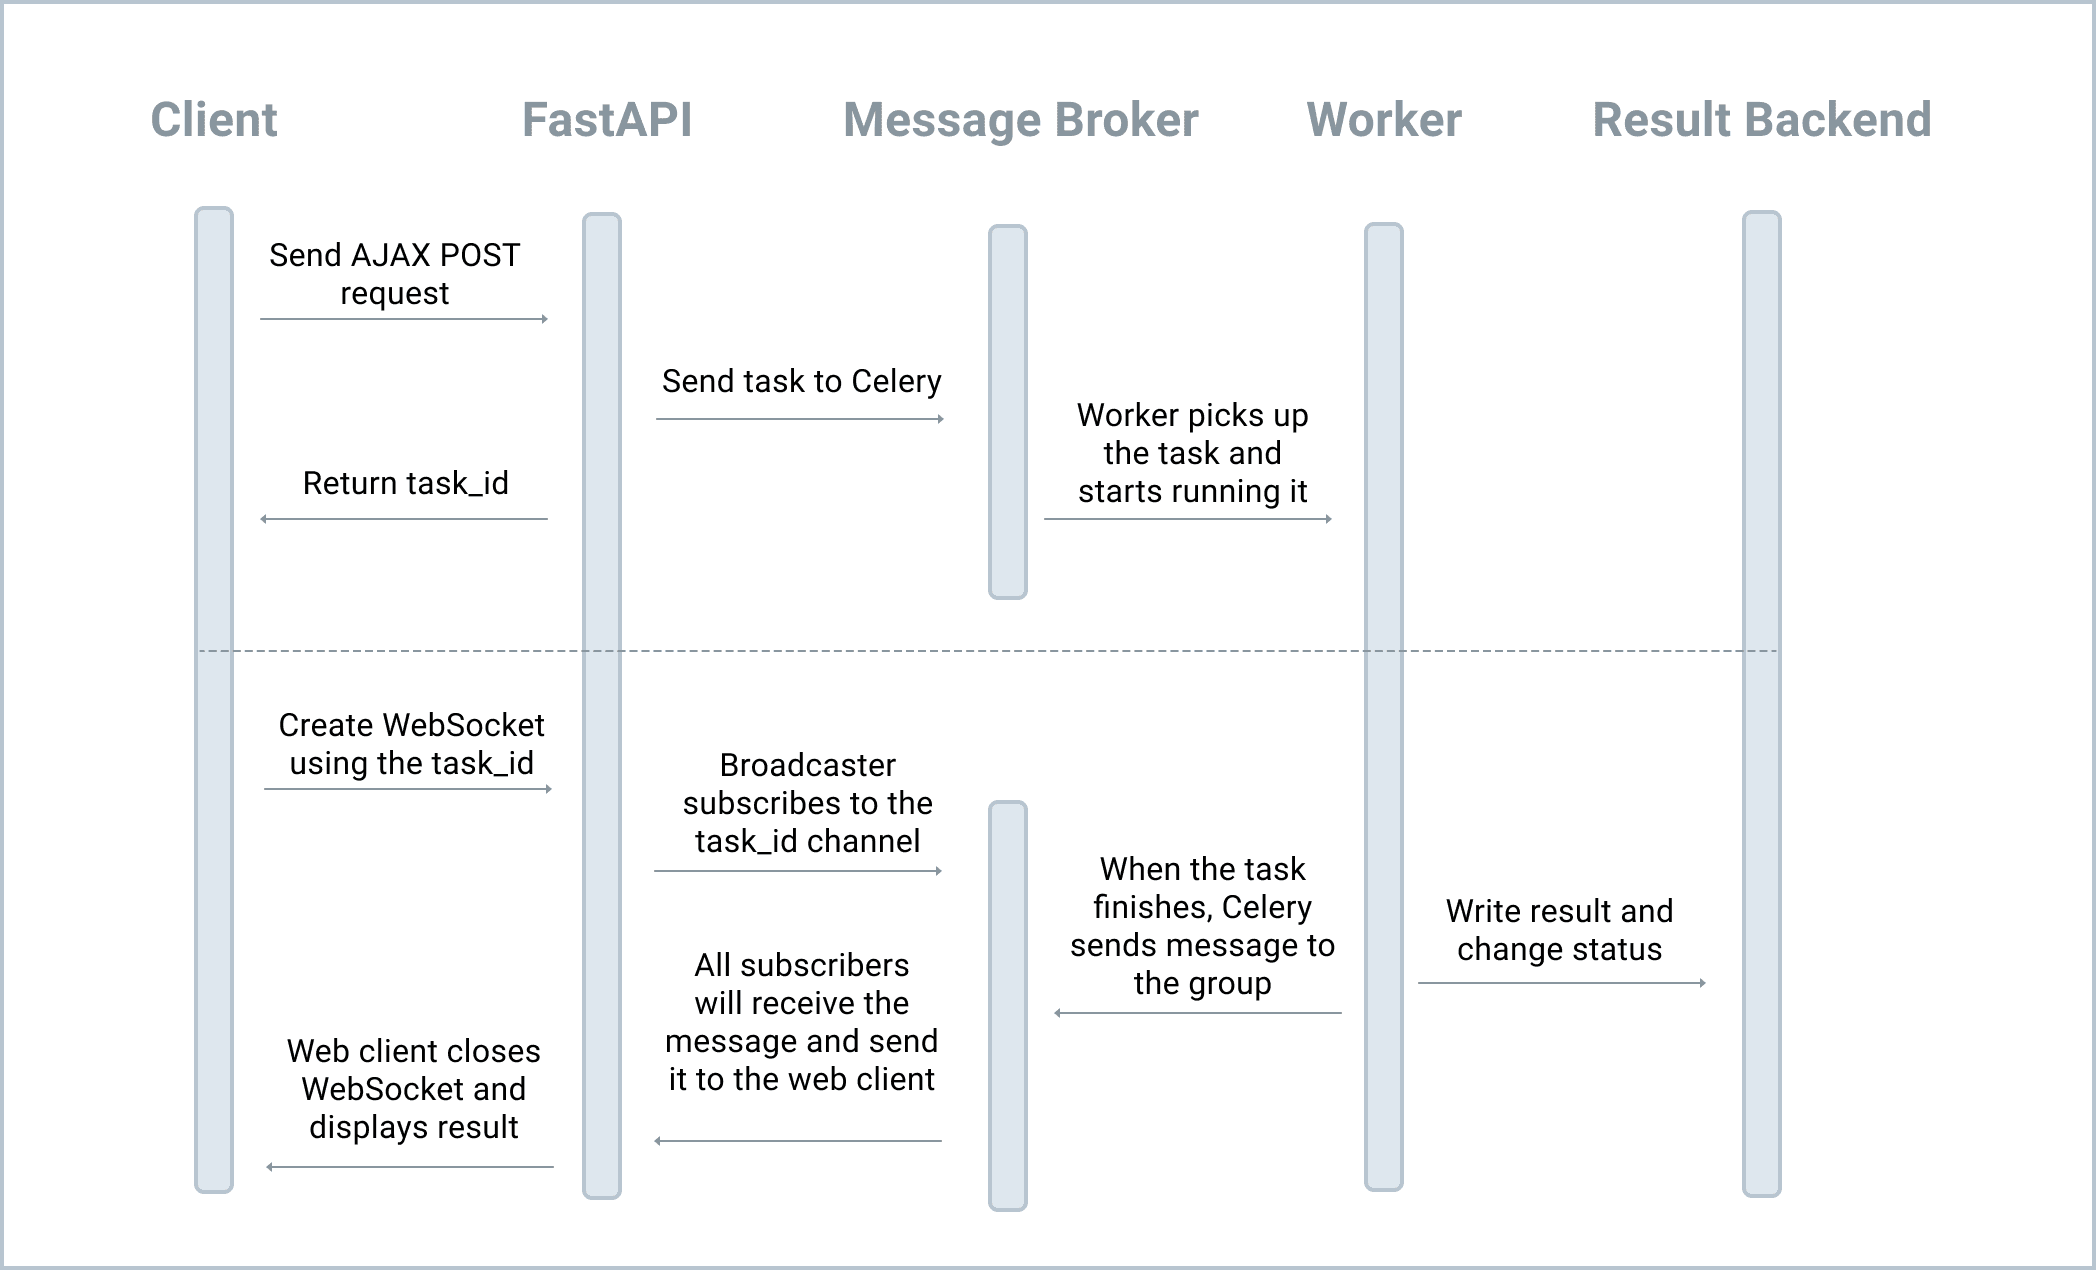 Client
FastAPI
Message Broker
Worker
Result Backend
Send AJAX POST
request
Send task to Celery
Worker picks up
the task and
starts running it
Return task_id
Create WebSocket
using the task_id
Broadcaster
subscribes to the
task_id channel
When the task
finishes, Celery
sends message to
the group
Write result and
change status
All subscribers
will receive the
message and send
it to the web client
Web client closes
WebSocket and
displays result